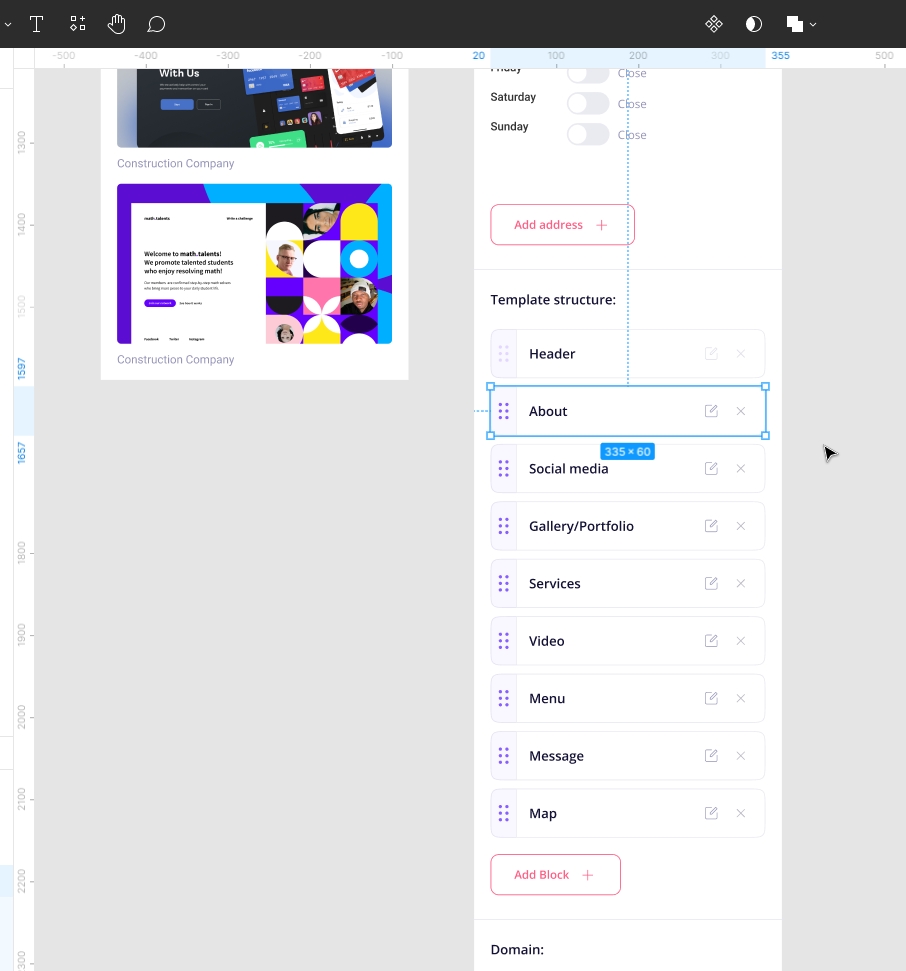 -500
-400
-300
-200
-100
20
100
200
300
355
500
1300
1400
1500
1597
1657
1800
1900
2000
2100
2200
2300
With Us
Construction Company
math.talents
Write a challenge
Welcome to math.talents!
We promote talented students
who enjoy resolving math!
Facebook
Twitter
Instagram
Construction Company
Friday
Close
Saturday
Close
Sunday
Close
Add address
Template structure:
Header
About
335 × 60
Social media
Gallery/Portfolio
Services
Video
Menu
Message
Map
Add Block
Domain: